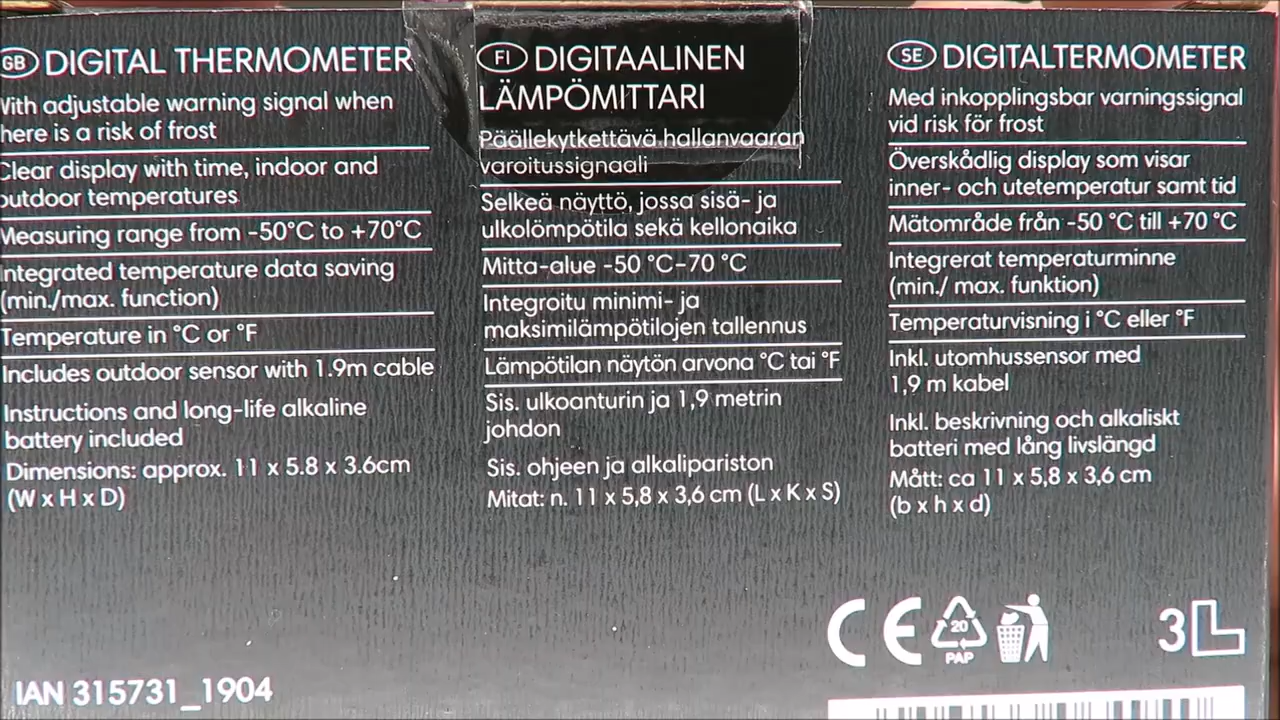 GB DIGITAL THERMOMETER
With adjustable warning signal when
here is a risk of frost
Clear display with time, indoor and
outdoor temperatures
Measuring range from -50°C to +70°C
Integrated temperature data saving
(min./max. function)
Temperature in °C or °F
Includes outdoor sensor with 1.9m cable
Instructions and long-life alkaline
battery included
Dimensions: approx. 11 x 5.8 x 3.6cm
(W x H x D)
IAN 315731_1904
FI DIGITAALINEN
LÄMPÖMITTARI
Päällekytkettävä hallanvaaran
varoitussignaali
Selkeä näyttö, jossa sisä- ja
ulkolömpötila sekä kellonaika
Mitta-alue -50 °C–70 °C
Integroitu minimi- ja
maksimilämpötilojen tallennus
Lämpötilan näytön arvona °C tai °F
Sis. ulkoanturin ja 1,9 metrin
johdon
Sis. ohjeen ja alkalipariston
Mitat: n. 11 x 5,8 x 3,6 cm (L x K x S)
SE DIGITALTERMOMETER
Med inkopplingsbar varningssignal
vid risk för frost
Överskådlig display som visar
inner- och utetemperatur samt tid
Mätområde från -50 °C till +70 °C
Integrerat temperaturminne
(min./ max. funktion)
Temperaturvisning i °C eller °F
Inkl. utomhussensor med
1,9 m kabel
Inkl. beskrivning och alkaliskt
batteri med lång livslängd
Mått: ca 11 x 5,8 x 3,6 cm
(b x h x d)
CE
20
PAP
3L